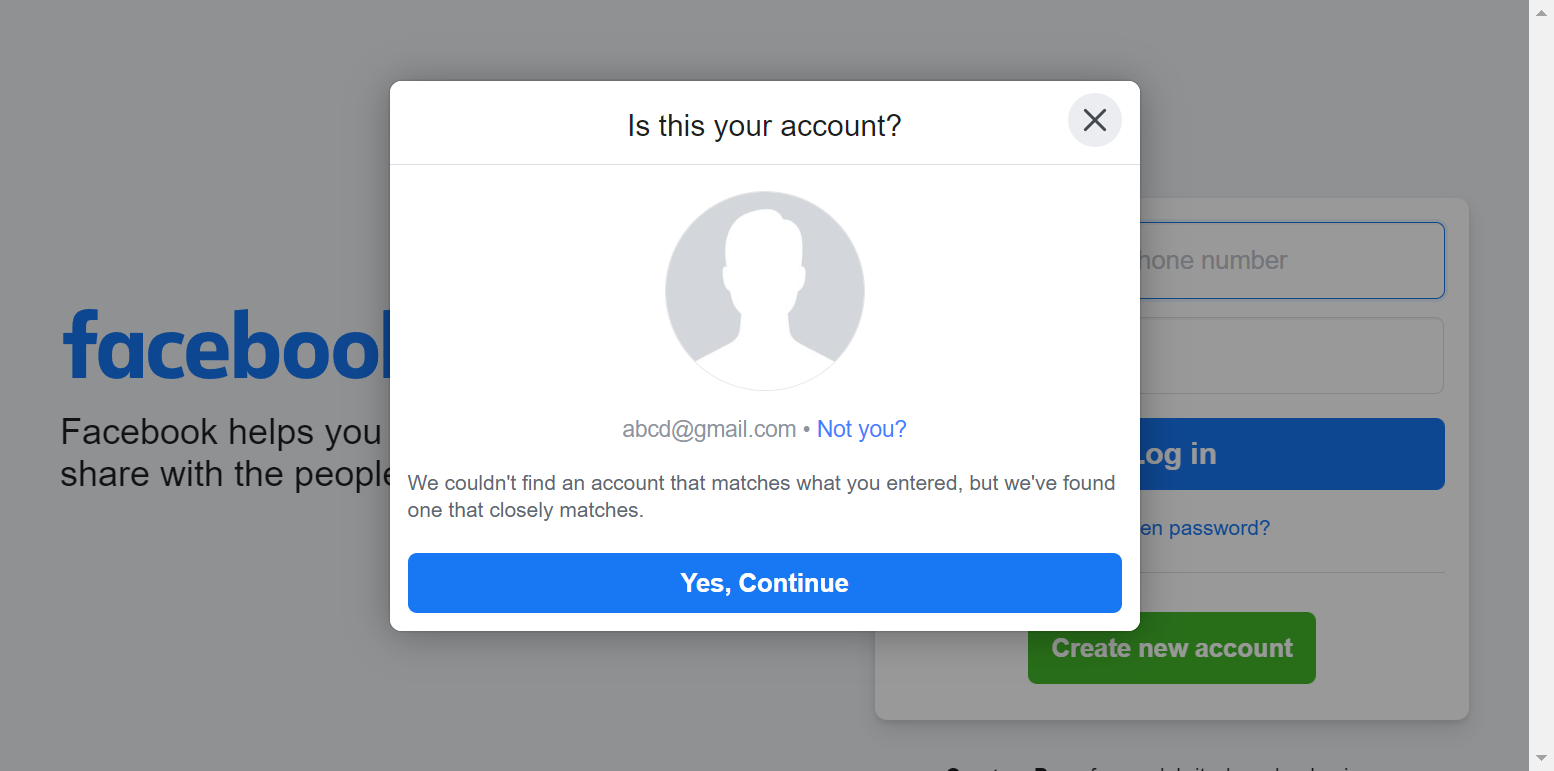 Is this your account?
abcd@gmail.com • Not you?
We couldn't find an account that matches what you entered, but we've found
one that closely matches.
Yes, Continue
facebook
Facebook helps you
share with the people
number
Log in
password?
Create new account